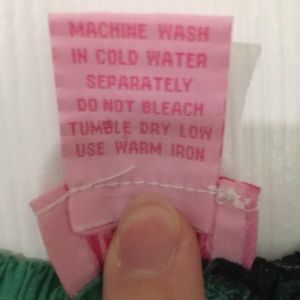 MACHINE WASH
IN COLD WATER
SEPARATELY
DO NOT BLEACH
TUMBLE DRY LOW
USE WARM IRON